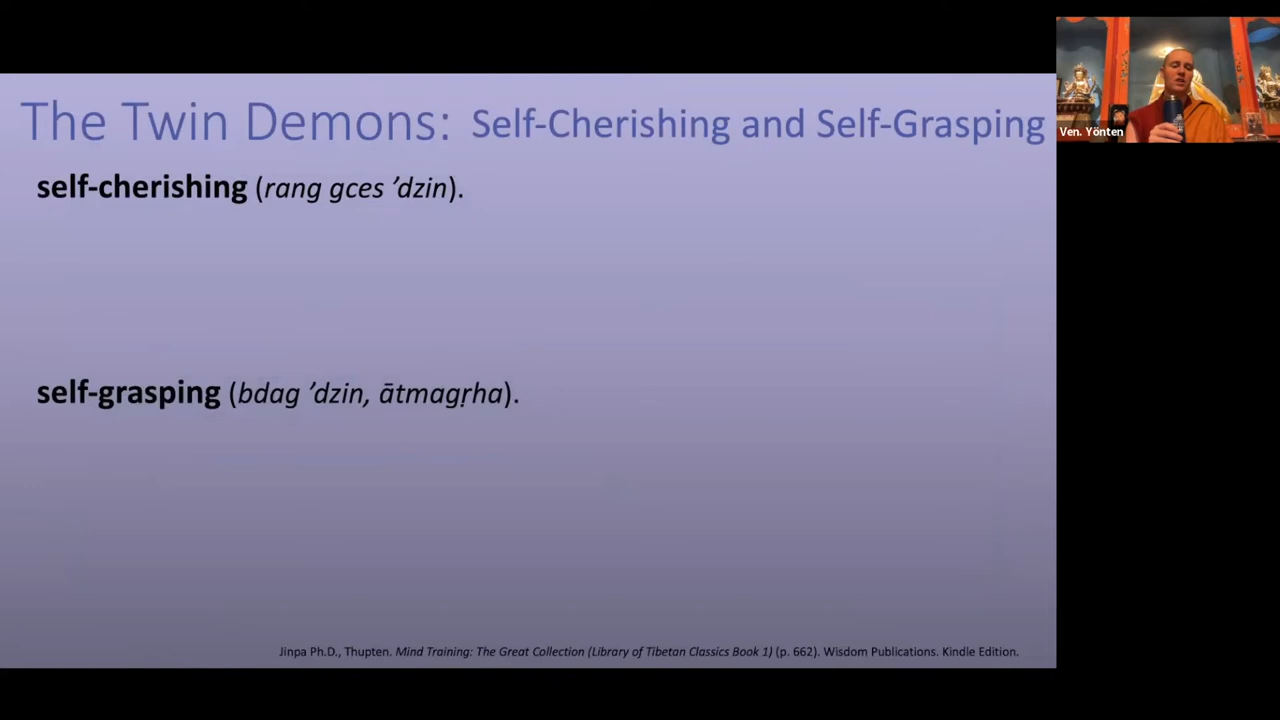 The Twin Demons: Self-Cherishing and Self-Grasping
Ven. Yönten
self-cherishing (rang gces ’dzin).
self-grasping (bdag ’dzin, ātmagṛha).
Jinpa Ph.D., Thupten. Mind Training: The Great Collection (Library of Tibetan Classics Book 1) (p. 662). Wisdom Publications. Kindle Edition.